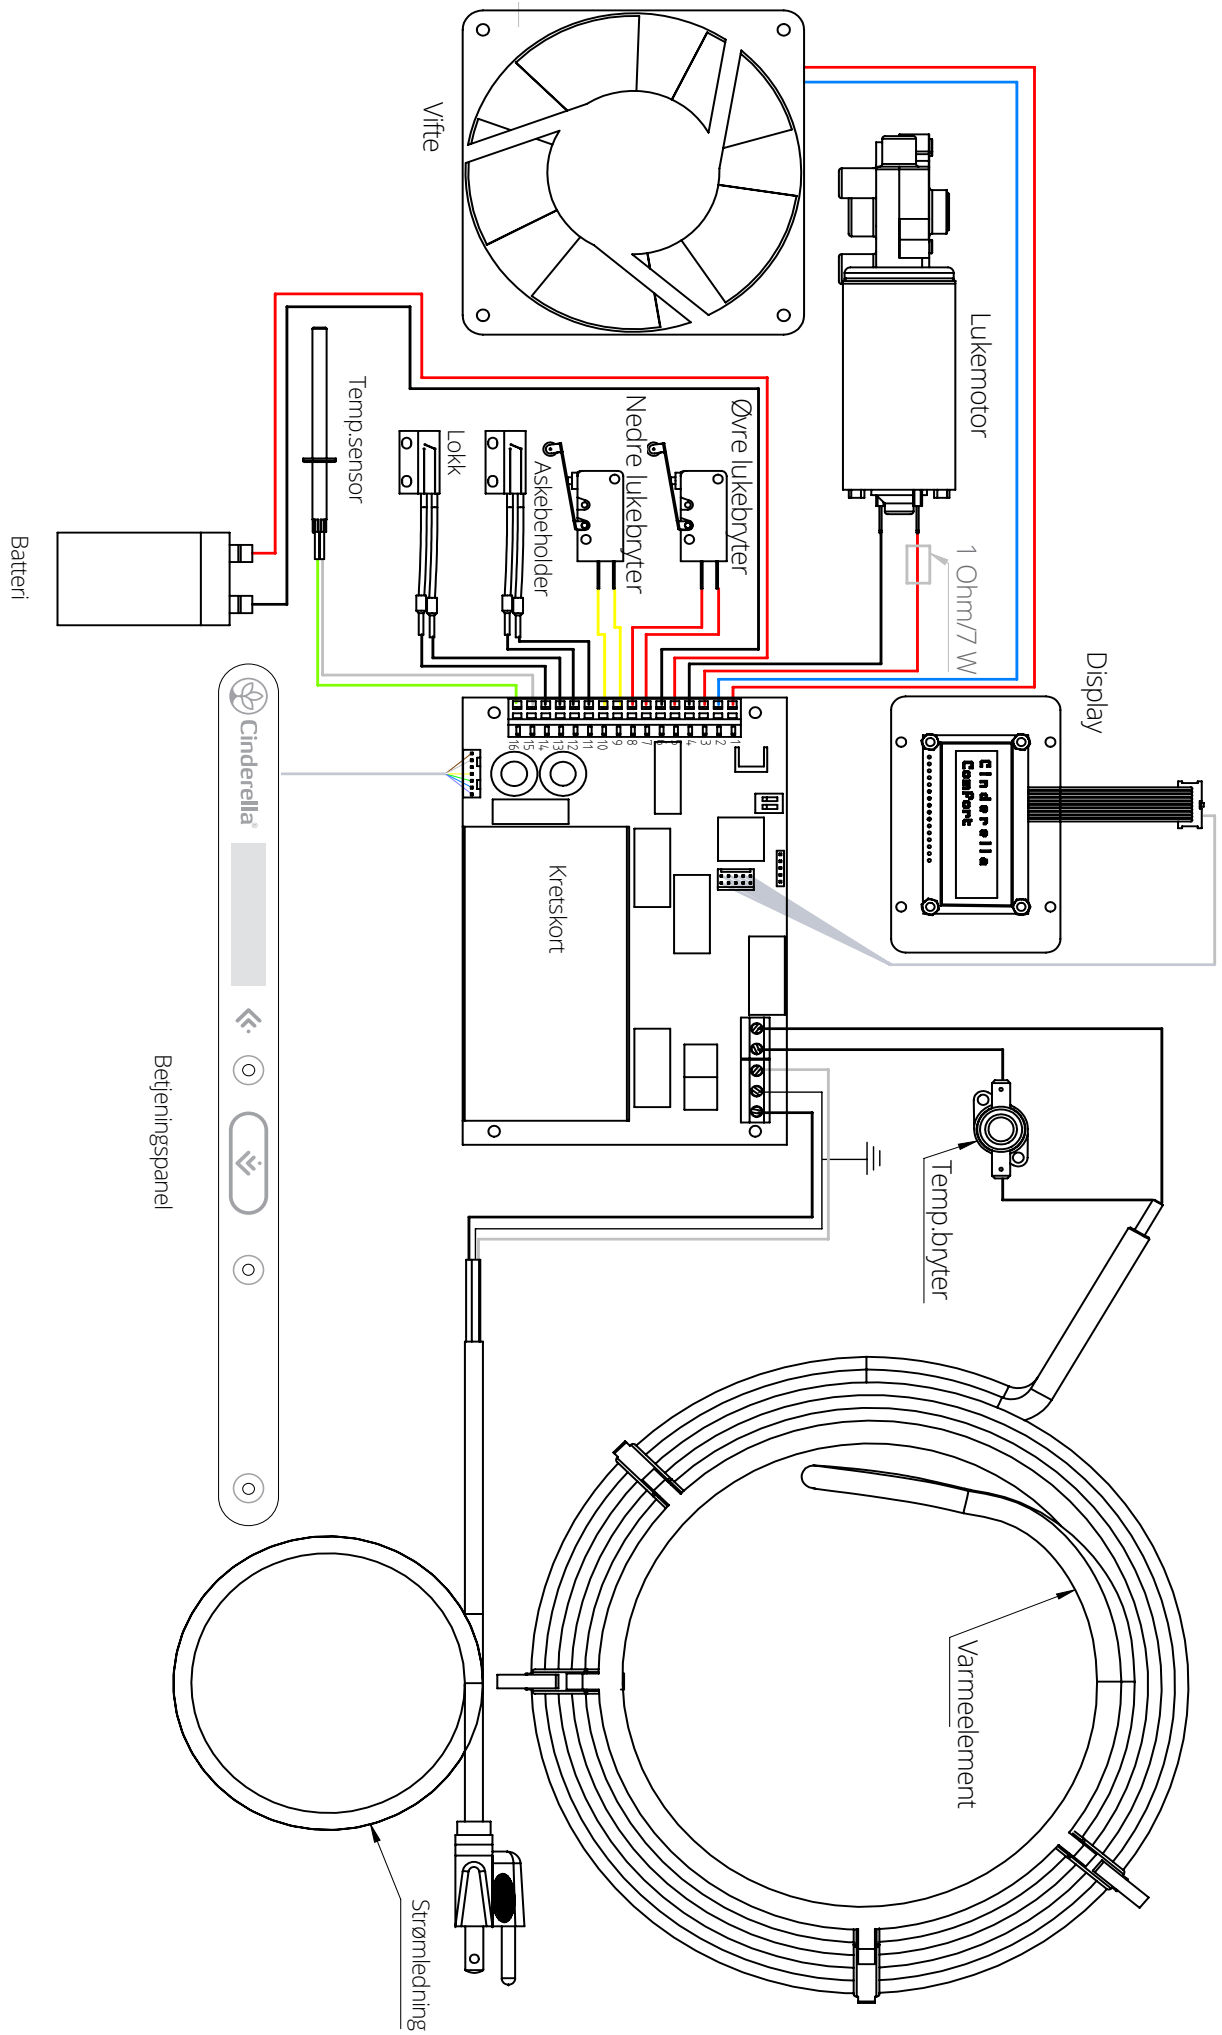 Vifte
Lukemotor
1 Ohm/7 W
Display
Cinderella
Comfort
Øvre lukebryter
Nedre lukebryter
Askebeholder
Lokk
Temp.sensor
Batteri
1
2
3
4
5
6
7
8
9
10
11
12
13
14
15
16
Kretskort
Cinderella®
Betjeningspanel
Temp.bryter
Varmeelement
Strømledning